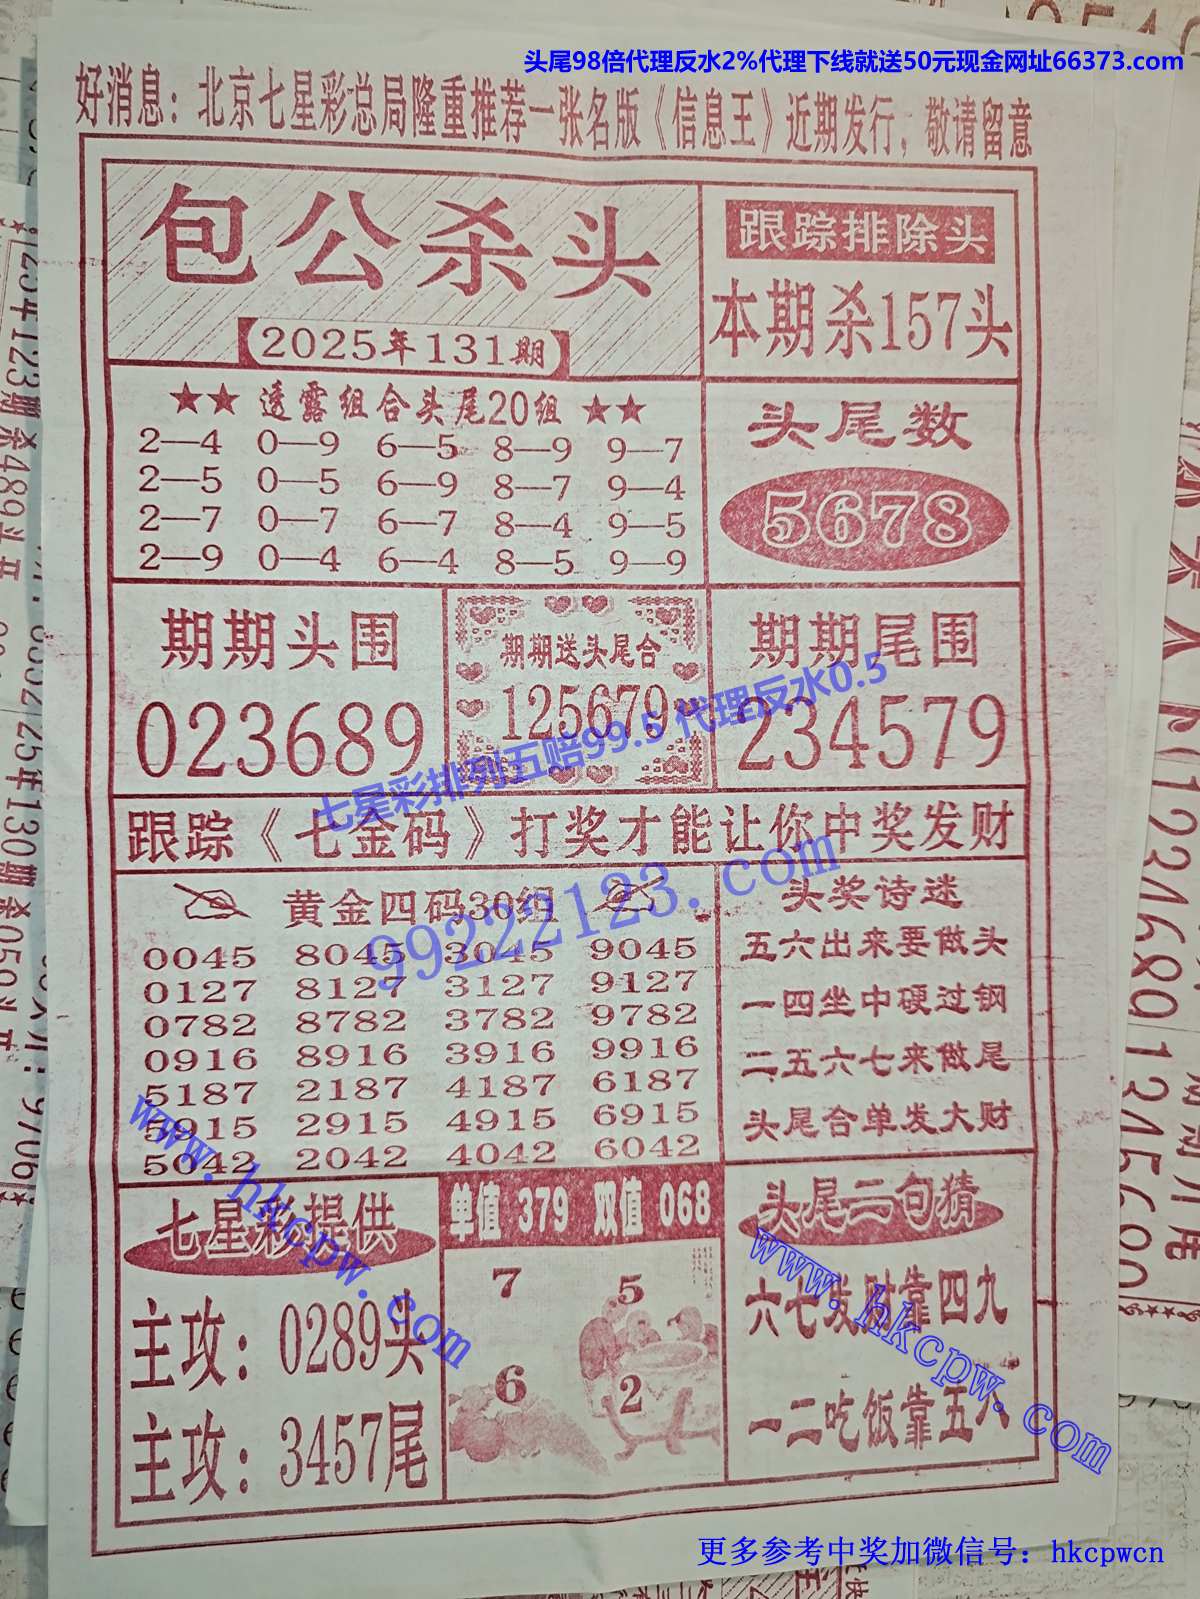 头尾98倍代理反水2%代理下线就送50元现金网址66373.com
好消息：北京七星彩总局隆重推荐一张名版《信息王》近期发行，敬请留意
包公杀头
【2025年131期】
跟踪排除头
本期杀157头
★★ 透露组合头尾20组 ★★
2—4 0—9 6—5 8—9 9—7
2—5 0—5 6—9 8—7 9—4
2—7 0—7 6—7 8—4 9—5
2—9 0—4 6—4 8—5 9—9
头尾数
5678
期期头围
023689
期期送头尾合
125679
期期尾围
234579
七星彩排列五赔99.5 代理反水0.5
跟踪《七金码》打奖才能让你中奖发财
99222123.com
黄金四码30组
0045 8045 3045 9045
0127 8127 3127 9127
0782 8782 3782 9782
0916 8916 3916 9916
5187 2187 4187 6187
5915 2915 4915 6915
5042 2042 4042 6042
头奖诗迷
五六出来要做头
一四坐中硬过钢
二五六七来做尾
头尾合单发大财
www.hkcpw.com
七星彩提供
主攻：0289头
主攻：3457尾
单值 379 双值 068
7 5
6 2
头尾二句猜
六七发财靠四九
一二吃饭靠五八
www.hkcpw.com
更多参考中奖加微信号：hkcpwcn